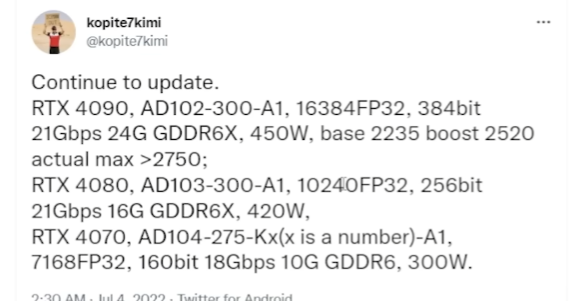 kopite7kimi
@kopite7kimi
Continue to update.
RTX 4090, AD102-300-A1, 16384FP32, 384bit
21Gbps 24G GDDR6X, 450W, base 2235 boost 2520
actual max >2750;
RTX 4080, AD103-300-A1, 10240FP32, 256bit
21Gbps 16G GDDR6X, 420W,
RTX 4070, AD104-275-Kx(x is a number)-A1,
7168FP32, 160bit 18Gbps 10G GDDR6, 300W.
2:30 AM · Jul 4, 2022 · Twitter for Android